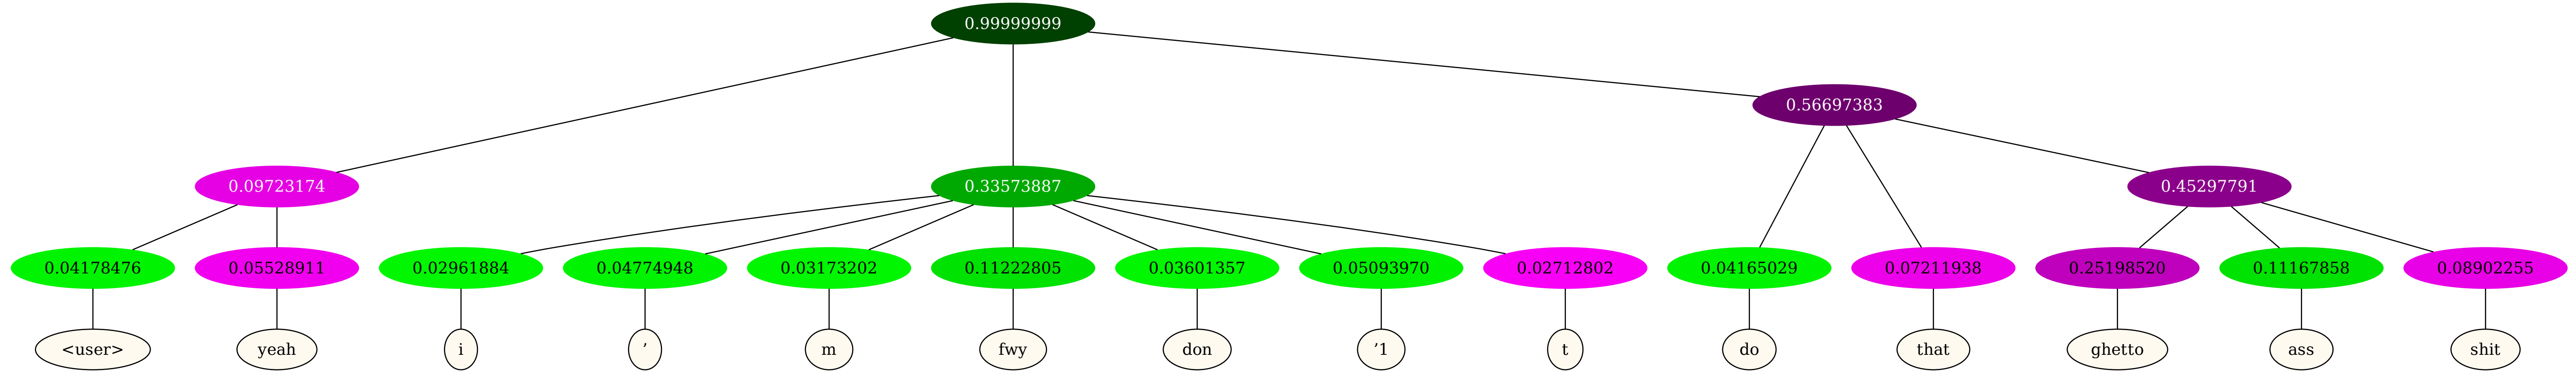 0.99999999
0.56697383
0.09723174 0.33573887 0.45297791
0.04178476 0.05528911 0.02961884 0.04774948 0.03173202 0.11222805 0.03601357 0.05093970 0.02712802 0.04165029 0.07211938 0.25198520 0.11167858 0.08902255
<user> yeah i ’ m fwy don ’1 t do that ghetto ass shit